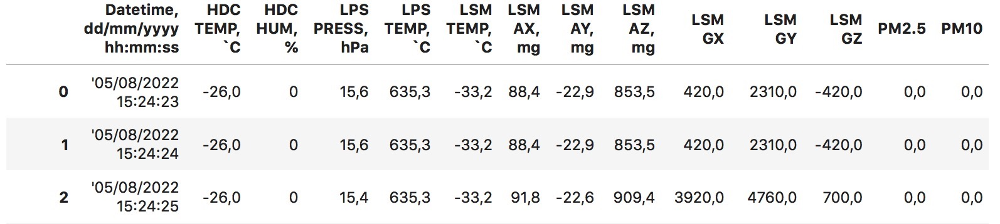 Datetime, dd/mm/yyyy hh:mm:ss HDC TEMP, `C HDC HUM, % LPS PRESS, hPa LPS TEMP, `C LSM TEMP, `C LSM AX, mg LSM AY, mg LSM AZ, mg LSM GX LSM GY LSM GZ PM2.5 PM10
0 '05/08/2022 15:24:23 -26,0 0 15,6 635,3 -33,2 88,4 -22,9 853,5 420,0 2310,0 -420,0 0,0 0,0
1 '05/08/2022 15:24:24 -26,0 0 15,6 635,3 -33,2 88,4 -22,9 853,5 420,0 2310,0 -420,0 0,0 0,0
2 '05/08/2022 15:24:25 -26,0 0 15,4 635,3 -33,2 91,8 -22,6 909,4 3920,0 4760,0 700,0 0,0 0,0